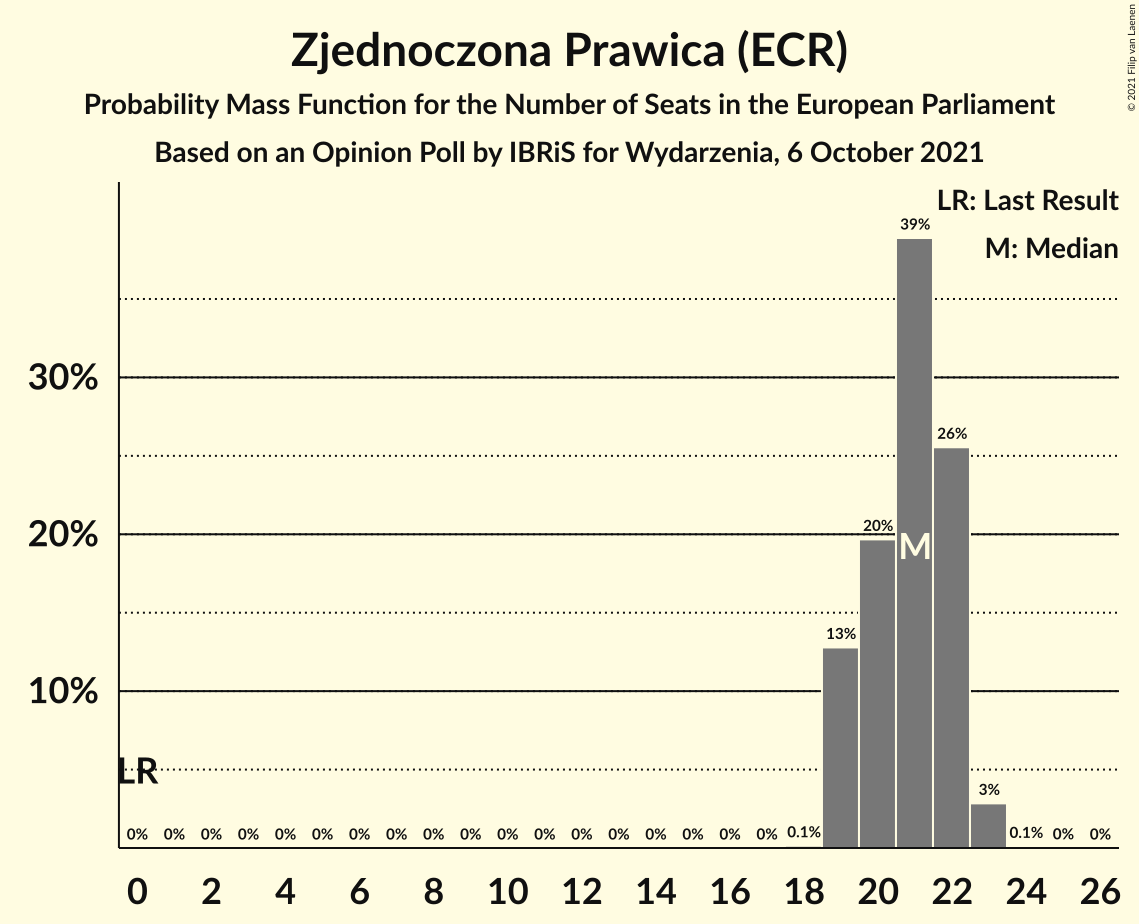 Zjednoczona Prawica (ECR)
Probability Mass Function for the Number of Seats in the European Parliament
Based on an Opinion Poll by IBRiS for Wydarzenia, 6 October 2021
© 2021 Filip van Laenen
LR: Last Result
M: Median
39%
30%
26%
20%
20%
M
13%
10%
LR
3%
0% 0% 0% 0% 0% 0% 0% 0% 0% 0% 0% 0% 0% 0% 0% 0% 0% 0% 0.1% 0.1% 0% 0%
0 2 4 6 8 10 12 14 16 18 20 22 24 26